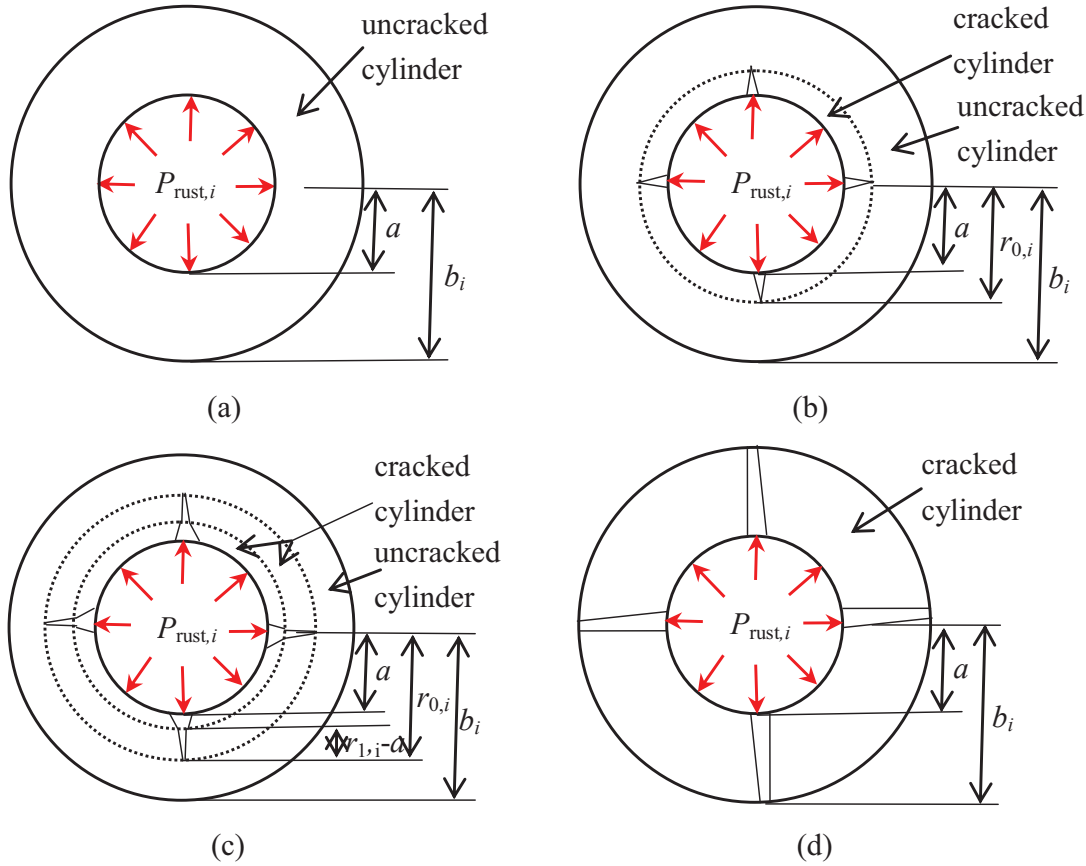 uncracked
cylinder
P_rust,i
a
b_i
(a)
cracked
cylinder
uncracked
cylinder
P_rust,i
a
r_0,i
b_i
(b)
cracked
cylinder
uncracked
cylinder
P_rust,i
a
r_0,i
b_i
r_1,i-a
(c)
cracked
cylinder
P_rust,i
a
b_i
(d)